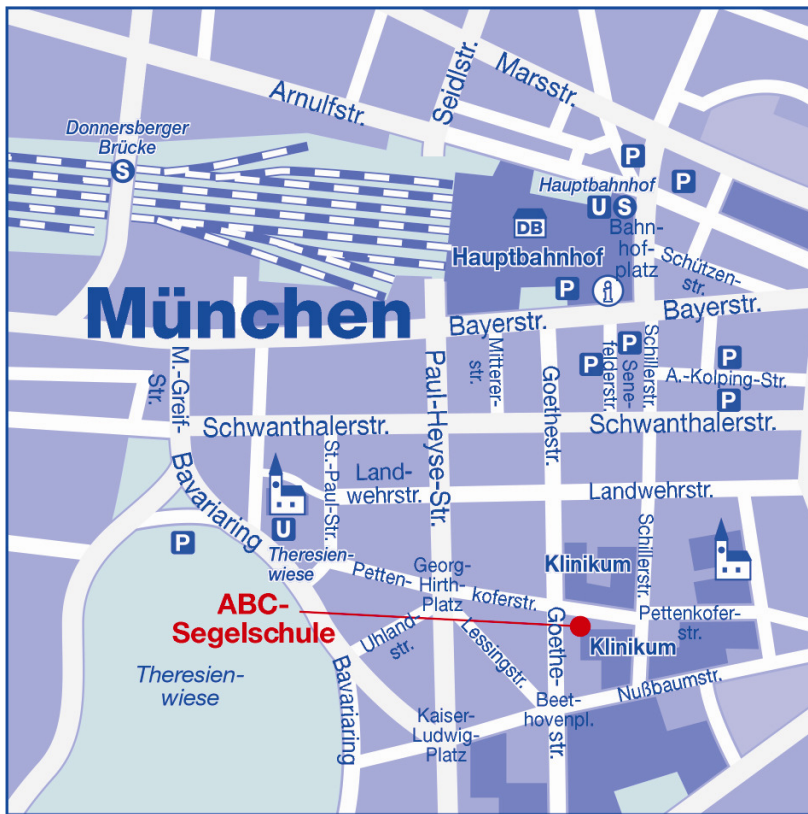 Arnulfstr.
Seidlstr.
Marsstr.
Donnersberger
Brücke
S
P
P
Hauptbahnhof
U S
DB
Hauptbahnhof
Bahn-
hof-
platz
Schützen-
str.
P
i
München
Bayerstr.
Bayerstr.
M.-Greif-
Str.
Paul-Heyse-Str.
Mitterer-
str.
Goethestr.
P
P
Sene-
felderstr.
Schillerstr.
P
A.-Kolping-Str.
P
Schwanthalerstr.
Schwanthalerstr.
Bavariaring
St.-Paul-Str.
Land-
wehrstr.
Landwehrstr.
Schillerstr.
P
U
Theresien-
wiese
Petten-
koferstr.
Georg-
Hirth-
Platz
Klinikum
Pettenkofer-
str.
ABC-
Segelschule
Uhland-
str.
Lessingstr.
Goethe-
str.
Klinikum
Nußbaumstr.
Theresien-
wiese
Bavariaring
Kaiser-
Ludwig-
Platz
Beet-
hovenpl.